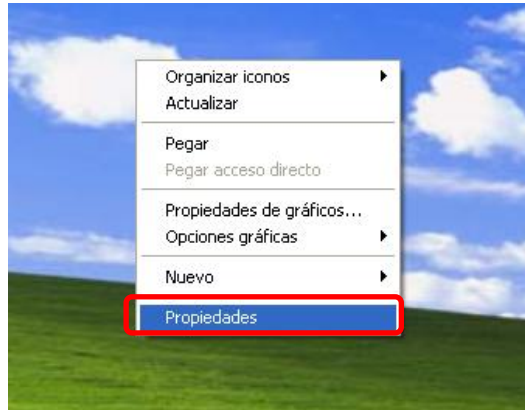 Organizar iconos
Actualizar
Pegar
Pegar acceso directo
Propiedades de gráficos...
Opciones gráficas
Nuevo
Propiedades